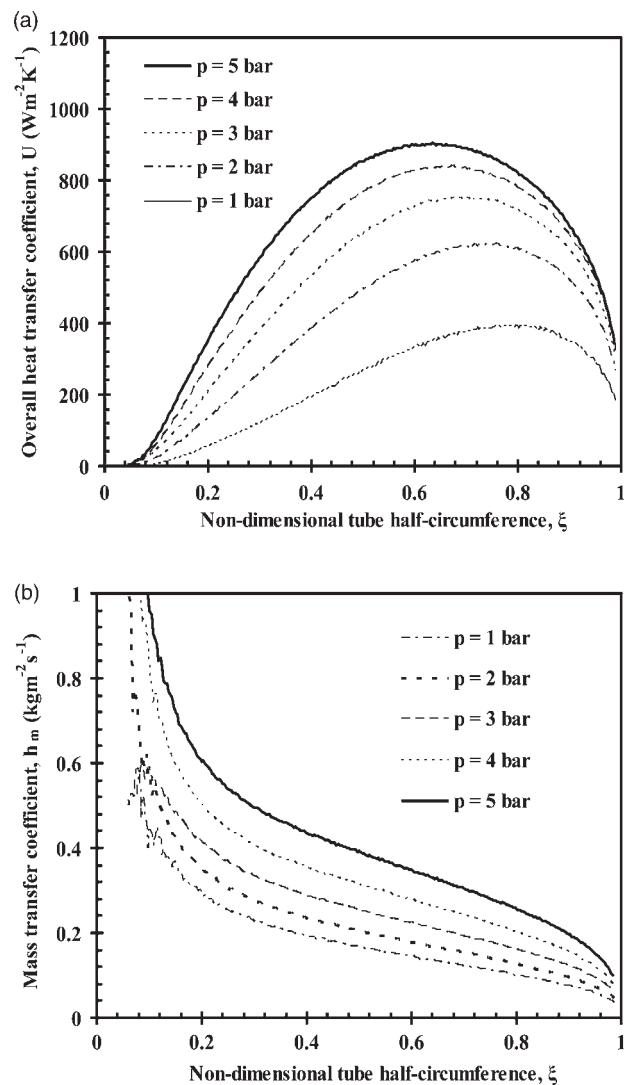 (a)
1200
1000
800
600
400
200
0
Overall heat transfer coefficient, U (Wm⁻²K⁻¹)
p = 5 bar
p = 4 bar
p = 3 bar
p = 2 bar
p = 1 bar
0 0.2 0.4 0.6 0.8 1
Non-dimensional tube half-circumference, ξ
(b)
1
0.8
0.6
0.4
0.2
0
Mass transfer coefficient, h m (kgm⁻² s⁻¹)
p = 1 bar
p = 2 bar
p = 3 bar
p = 4 bar
p = 5 bar
0 0.2 0.4 0.6 0.8 1
Non-dimensional tube half-circumference, ξ